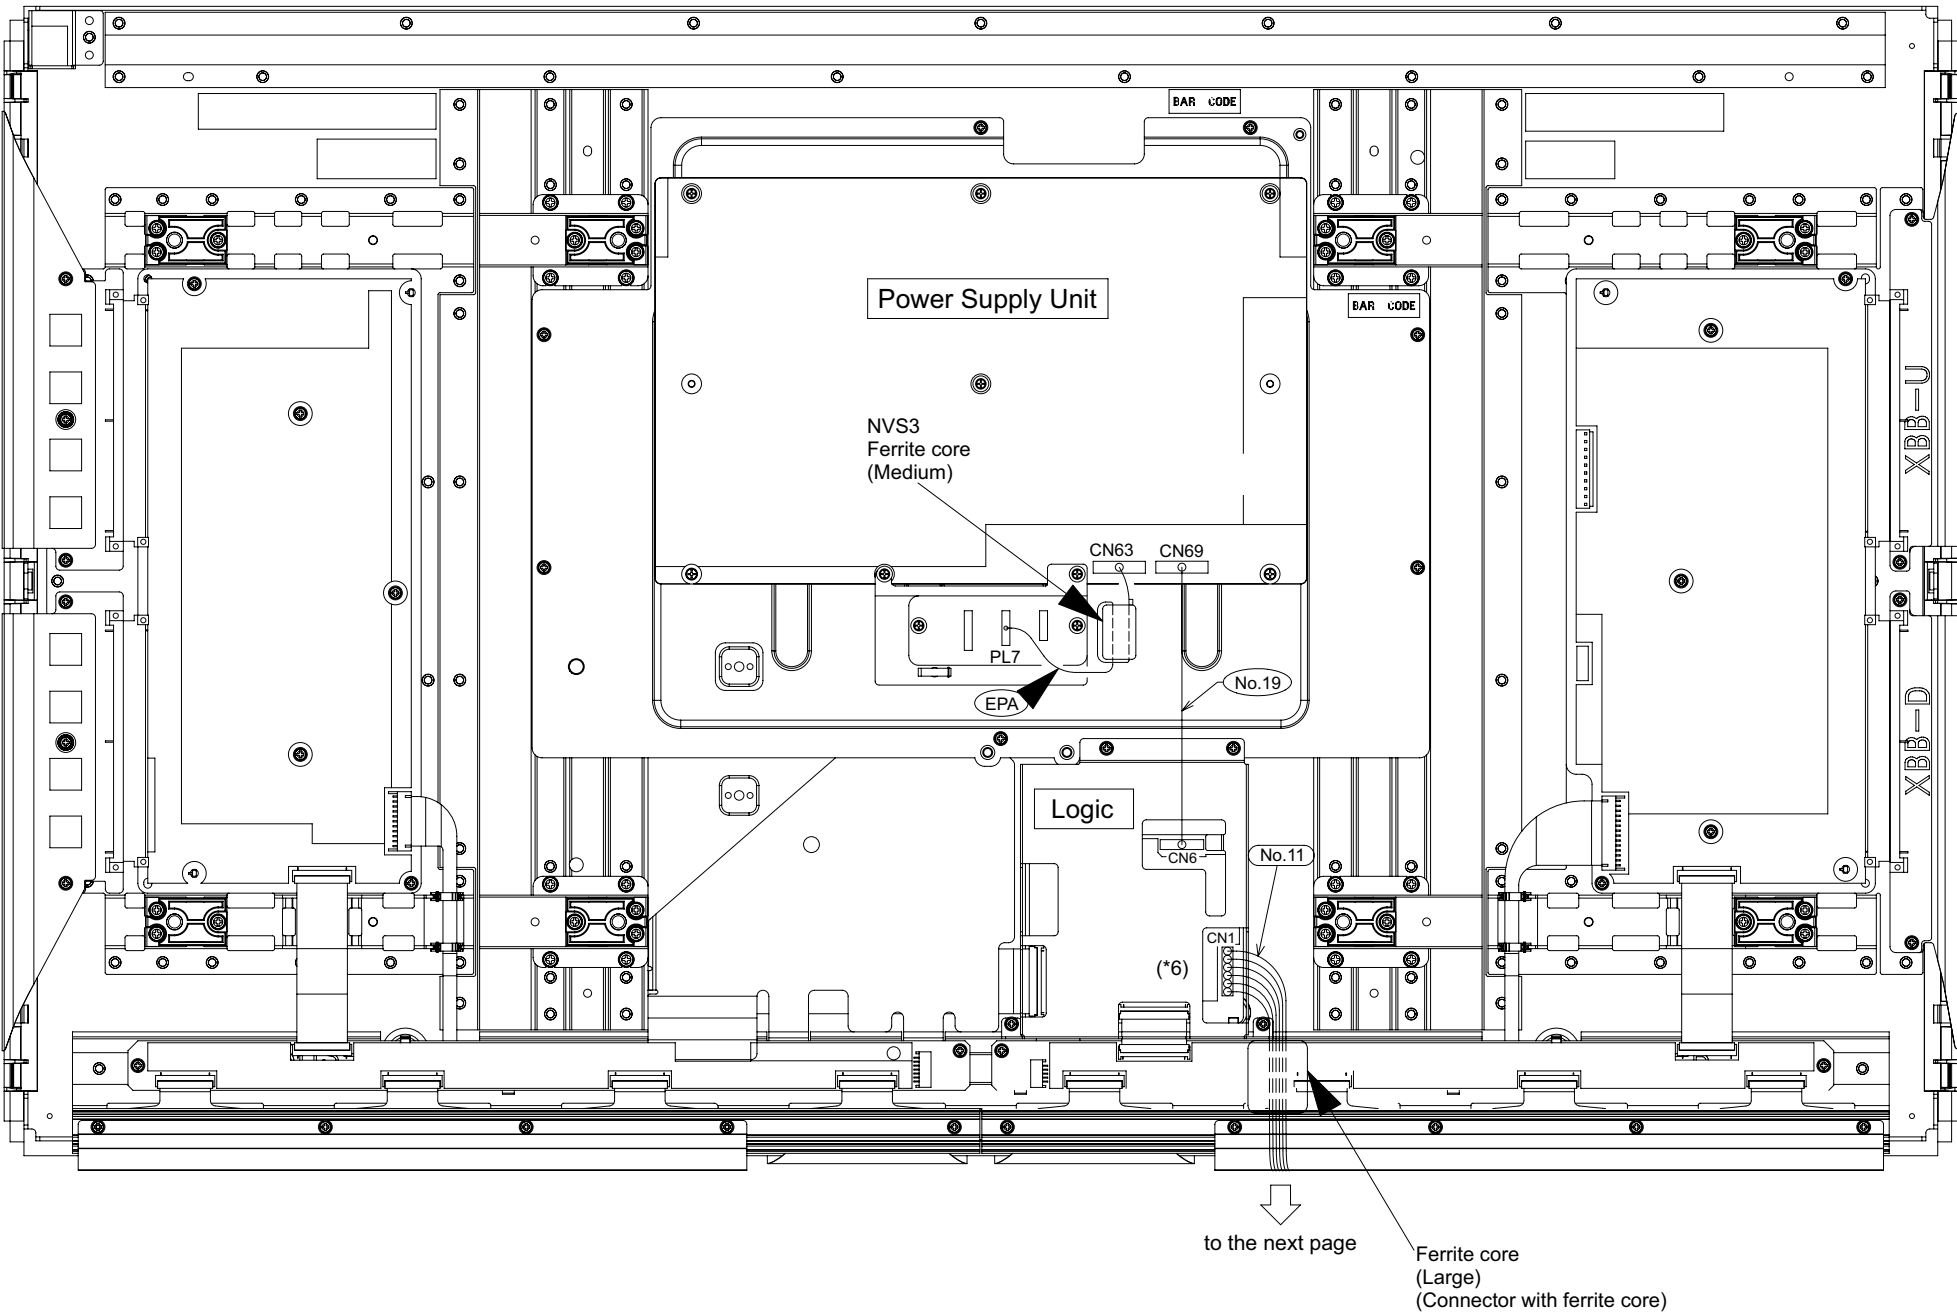 BAR CODE
Power Supply Unit
BAR CODE
XBB-U
NVS3
Ferrite core
(Medium)
CN63
CN69
PL7
EPA
No.19
XBB-D
Logic
CN6
No.11
CN1
(*6)
to the next page
Ferrite core
(Large)
(Connector with ferrite core)